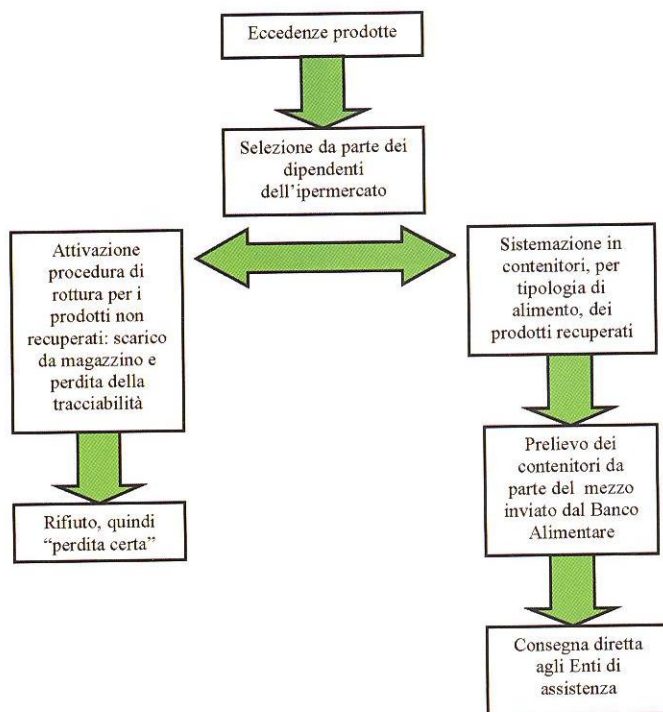 Eccedenze prodotte
Selezione da parte dei
dipendenti
dell’ipermercato
Attivazione
procedura di
rottura per i
prodotti non
recuperati: scarico
da magazzino e
perdita della
tracciabilità
Rifiuto, quindi
“perdita certa”
Sistemazione in
contenitori, per
tipologia di
alimento, dei
prodotti recuperati
Prelievo dei
contenitori da
parte del mezzo
inviato dal Banco
Alimentare
Consegna diretta
agli Enti di
assistenza